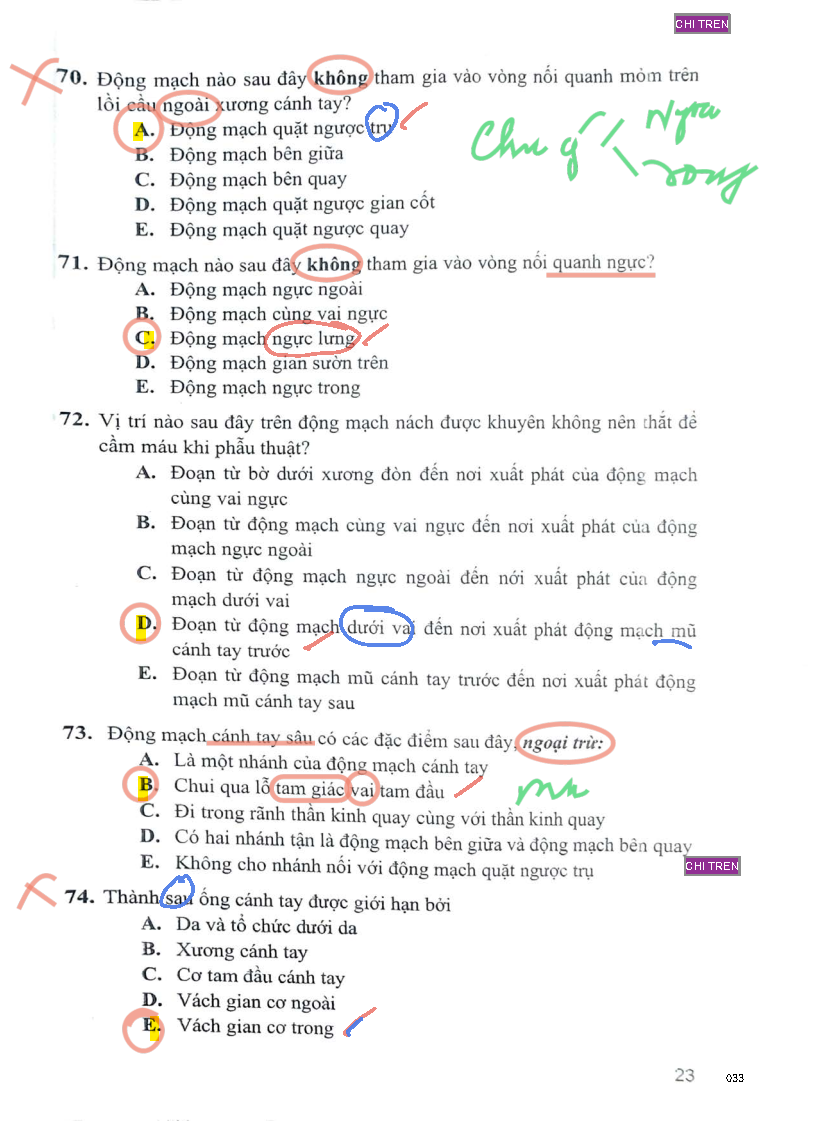 CHI TREN
70. Động mạch nào sau đây không tham gia vào vòng nối quanh mỏm trên
lồi cầu ngoài xương cánh tay?
A. Động mạch quặt ngược trụ
B. Động mạch bên giữa
C. Động mạch bên quay
D. Động mạch quặt ngược gian cốt
E. Động mạch quặt ngược quay
Chu ý
71. Động mạch nào sau đây không tham gia vào vòng nối quanh ngực?
A. Động mạch ngực ngoài
B. Động mạch cùng vai ngực
C. Động mạch ngực lưng
D. Động mạch gian sườn trên
E. Động mạch ngực trong
72. Vị trí nào sau đây trên động mạch nách được khuyên không nên thắt để
cầm máu khi phẫu thuật?
A. Đoạn từ bờ dưới xương đòn đến nơi xuất phát của động mạch
cùng vai ngực
B. Đoạn từ động mạch cùng vai ngực đến nơi xuất phát của động
mạch ngực ngoài
C. Đoạn từ động mạch ngực ngoài đến nới xuất phát của động
mạch dưới vai
D. Đoạn từ động mạch dưới vai đến nơi xuất phát động mạch mũ
cánh tay trước
E. Đoạn từ động mạch mũ cánh tay trước đến nơi xuất phát động
mạch mũ cánh tay sau
73. Động mạch cánh tay sâu có các đặc điểm sau đây, ngoại trừ:
A. Là một nhánh của động mạch cánh tay
B. Chui qua lỗ tam giác vai tam đầu
C. Đi trong rãnh thần kinh quay cùng với thần kinh quay
D. Có hai nhánh tận là động mạch bên giữa và động mạch bên quay
E. Không cho nhánh nối với động mạch quặt ngược trụ
CHI TREN
74. Thành sau ống cánh tay được giới hạn bởi
A. Da và tổ chức dưới da
B. Xương cánh tay
C. Cơ tam đầu cánh tay
D. Vách gian cơ ngoài
E. Vách gian cơ trong
23 033